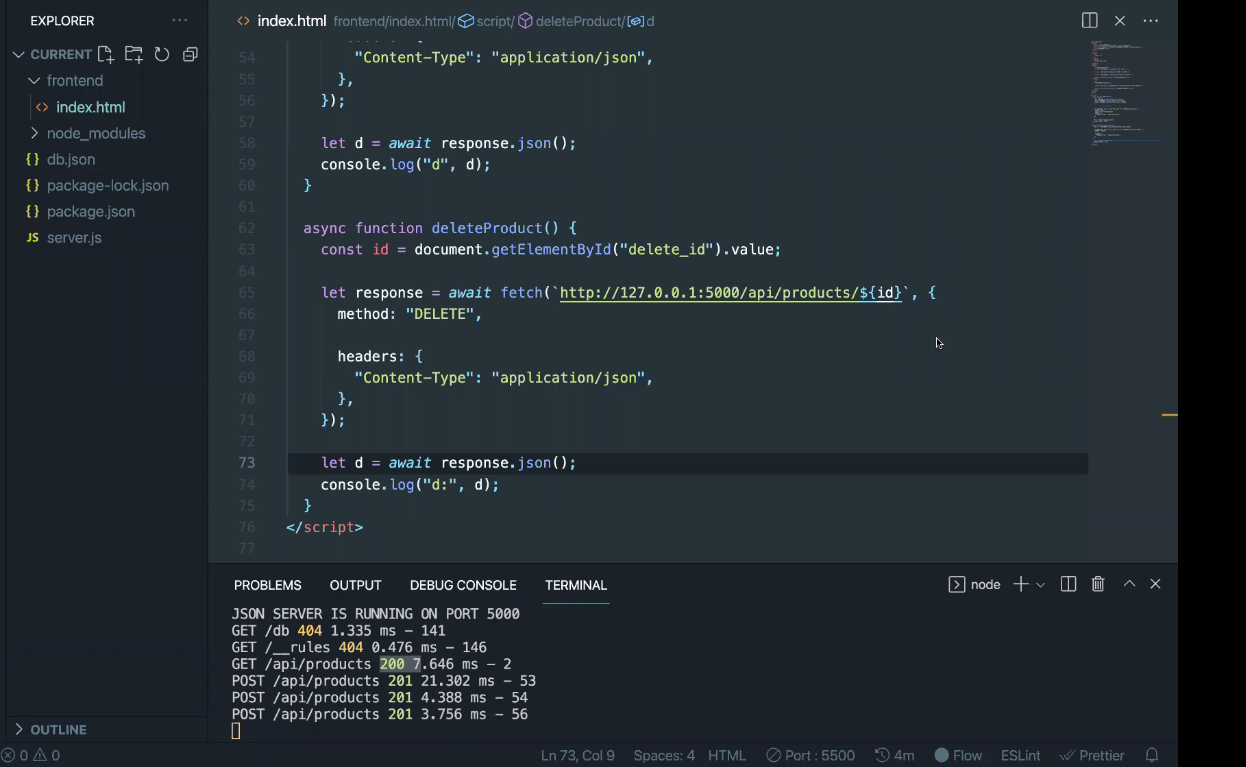 EXPLORER
···
index.html frontend/index.html/script/deleteProduct/d
CURRENT
frontend
<> index.html
node_modules
{} db.json
{} package-lock.json
{} package.json
JS server.js
54 "Content-Type": "application/json",
55 },
56 });
57
58 let d = await response.json();
59 console.log("d", d);
60 }
61
62 async function deleteProduct() {
63 const id = document.getElementById("delete_id").value;
64
65 let response = await fetch(`http://127.0.0.1:5000/api/products/${id}`, {
66 method: "DELETE",
67
68 headers: {
69 "Content-Type": "application/json",
70 },
71 });
72
73 let d = await response.json();
74 console.log("d:", d);
75 }
76 </script>
77
PROBLEMS OUTPUT DEBUG CONSOLE TERMINAL
node
JSON SERVER IS RUNNING ON PORT 5000
GET /db 404 1.335 ms - 141
GET /__rules 404 0.476 ms - 146
GET /api/products 200 7.646 ms - 2
POST /api/products 201 21.302 ms - 53
POST /api/products 201 4.388 ms - 54
POST /api/products 201 3.756 ms - 56
OUTLINE
0 0
Ln 73, Col 9 Spaces: 4 HTML Port : 5500 4m Flow ESLint Prettier